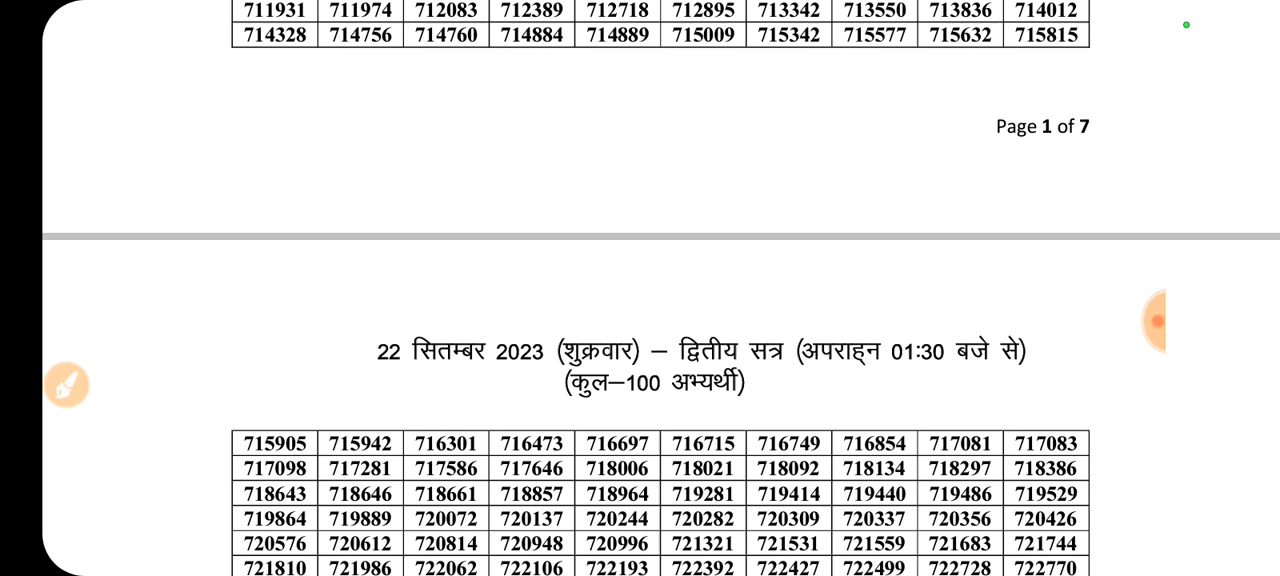 711931 711974 712083 712389 712718 712895 713342 713550 713836 714012
714328 714756 714760 714884 714889 715009 715342 715577 715632 715815
Page 1 of 7
22 सितम्बर 2023 (शुक्रवार) – द्वितीय सत्र (अपराह्न 01:30 बजे से)
(कुल–100 अभ्यर्थी)
715905 715942 716301 716473 716697 716715 716749 716854 717081 717083
717098 717281 717586 717646 718006 718021 718092 718134 718297 718386
718643 718646 718661 718857 718964 719281 719414 719440 719486 719529
719864 719889 720072 720137 720244 720282 720309 720337 720356 720426
720576 720612 720814 720948 720996 721321 721531 721559 721683 721744
721810 721986 722062 722106 722193 722392 722427 722499 722728 722770